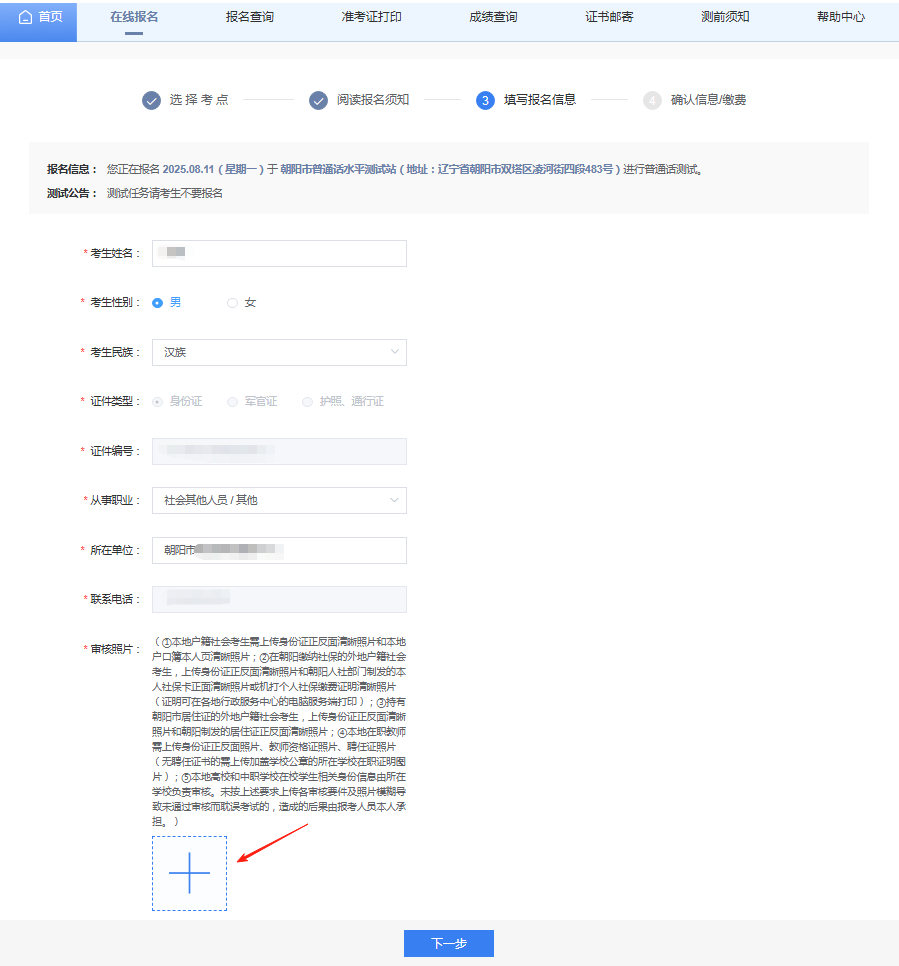 首页 在线报名 报名查询 准考证打印 成绩查询 证书邮寄 测前须知 帮助中心
选择考点 阅读报名须知 3 填写报名信息 4 确认信息/缴费
报名信息： 您正在报名 2025.08.11（星期一）于 朝阳市普通话水平测试站（地址：辽宁省朝阳市双塔区凌河街四段483号）进行普通话测试。
测试公告： 测试任务请考生不要报名
* 考生姓名：
* 考生性别： 男 女
* 考生民族： 汉族
* 证件类型： 身份证 军官证 护照、通行证
* 证件编号：
* 从事职业： 社会其他人员 / 其他
* 所在单位： 朝阳市
* 联系电话：
* 审核照片： （①本地户籍社会考生需上传身份证正反面清晰照片和本地
户口簿本人页清晰照片；②在朝阳缴纳社保的外地户籍社会
考生，上传身份证正反面清晰照片和朝阳人社部门制发的本
人社保卡正面清晰照片或机打个人社保缴费证明清晰照片
（证明可在各地行政服务中心的电脑服务端打印）；③持有
朝阳市居住证的外地户籍社会考生，上传身份证正反面清晰
照片和朝阳制发的居住证正反面清晰照片；④本地在职教师
需上传身份证正反面照片、教师资格证照片、聘任证照片
（无聘任证书的需上传加盖学校公章的所在学校在职证明图
片）；⑤本地高校和中职学校在校学生相关身份信息由所在
学校负责审核。未按上述要求上传各审核要件及照片模糊导
致未通过审核而耽误考试的，造成的后果由报考人员本人承
担。）
下一步